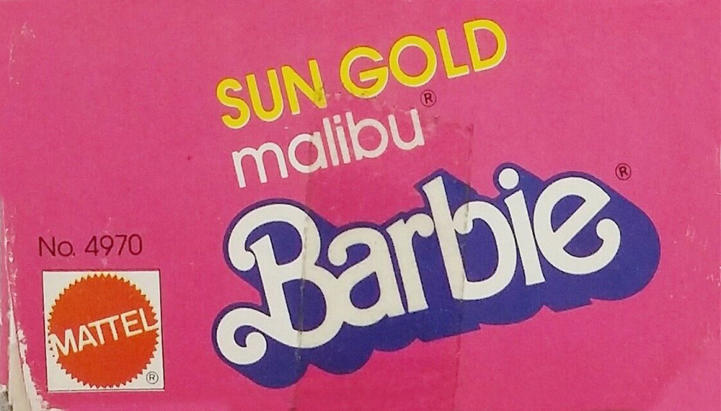 SUN GOLD
malibu®
Barbie®
No. 4970
MATTEL®